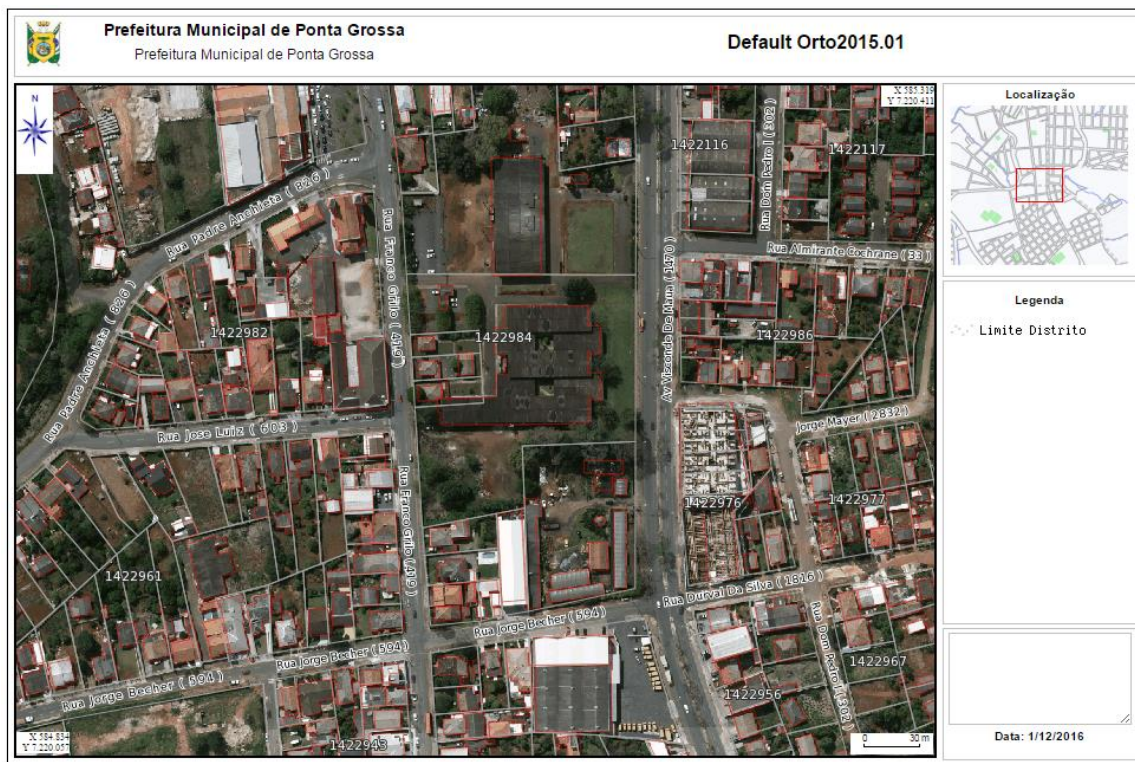 Prefeitura Municipal de Ponta Grossa
Prefeitura Municipal de Ponta Grossa
Default Orto2015.01
N
X 585.319
Y 7.220.411
Localização
1422116
Rua Dom Pedro I ( 302 )
1422117
Rua Padre Anchieta ( 826 )
Rua Franco Grilo ( 419 )
Av Visconde De Maua ( 1470 )
Rua Almirante Cochrane ( 33 )
Rua Padre Anchieta ( 826 )
1422982
1422984
1422986
Legenda
Limite Distrito
Rua Jose Luiz ( 603 )
Jorge Mayer ( 2832 )
Rua Franco Grilo ( 419 )
1422976
1422977
1422961
Rua Durval Da Silva ( 1816 )
Rua Jorge Becher ( 594 )
Rua Jorge Becher ( 594 )
Rua Jorge Becher ( 594 )
Rua Dom Pedro I ( 302 )
1422967
1422956
1422943
X 584.834
Y 7.220.057
0 30 m
Data: 1/12/2016